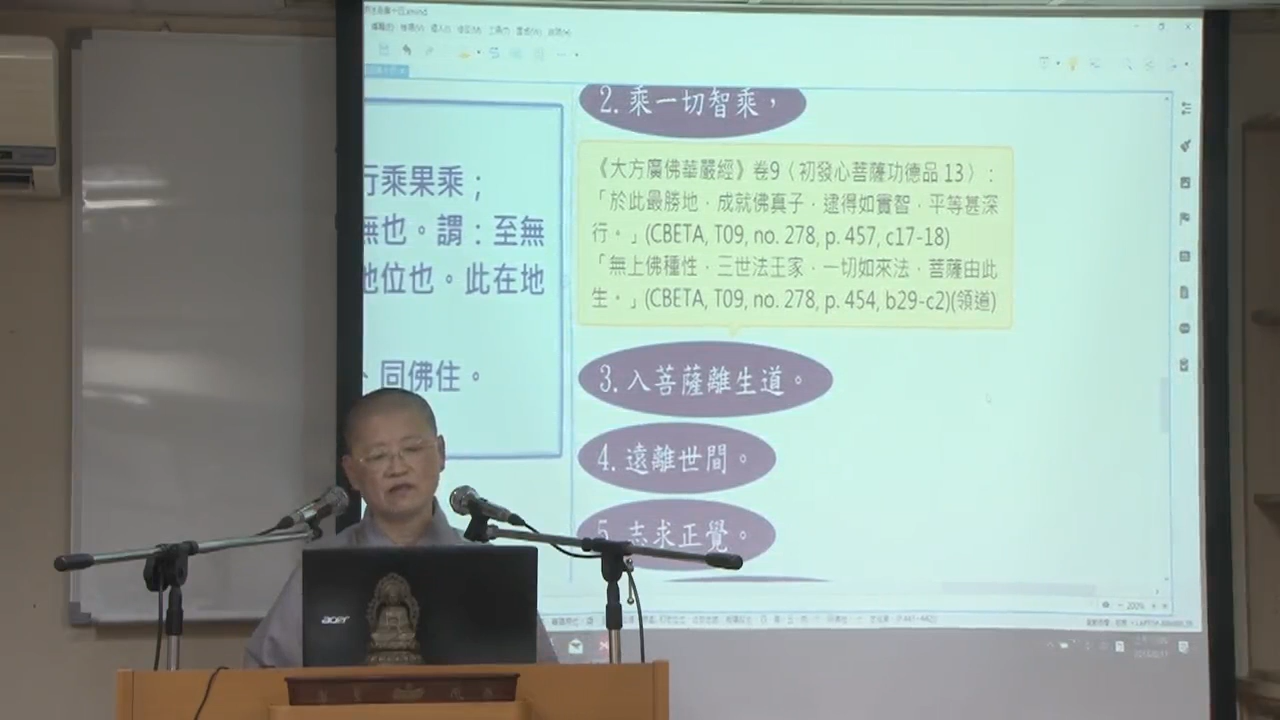 2. 乘一切智乘，
行乘果乘；
無也。謂：至無
地位也。此在地
、同佛住。
《大方廣佛華嚴經》卷9〈初發心菩薩功德品 13〉：
「於此最勝地，成就佛真子，逮得如實智，平等甚深
行。」(CBETA, T09, no. 278, p. 457, c17-18)
「無上佛種性，三世法王家，一切如來法，菩薩由此
生。」(CBETA, T09, no. 278, p. 454, b29-c2)(領道)
3. 入菩薩離生道。
4. 遠離世間。
5. 志求正覺。
200%
acer